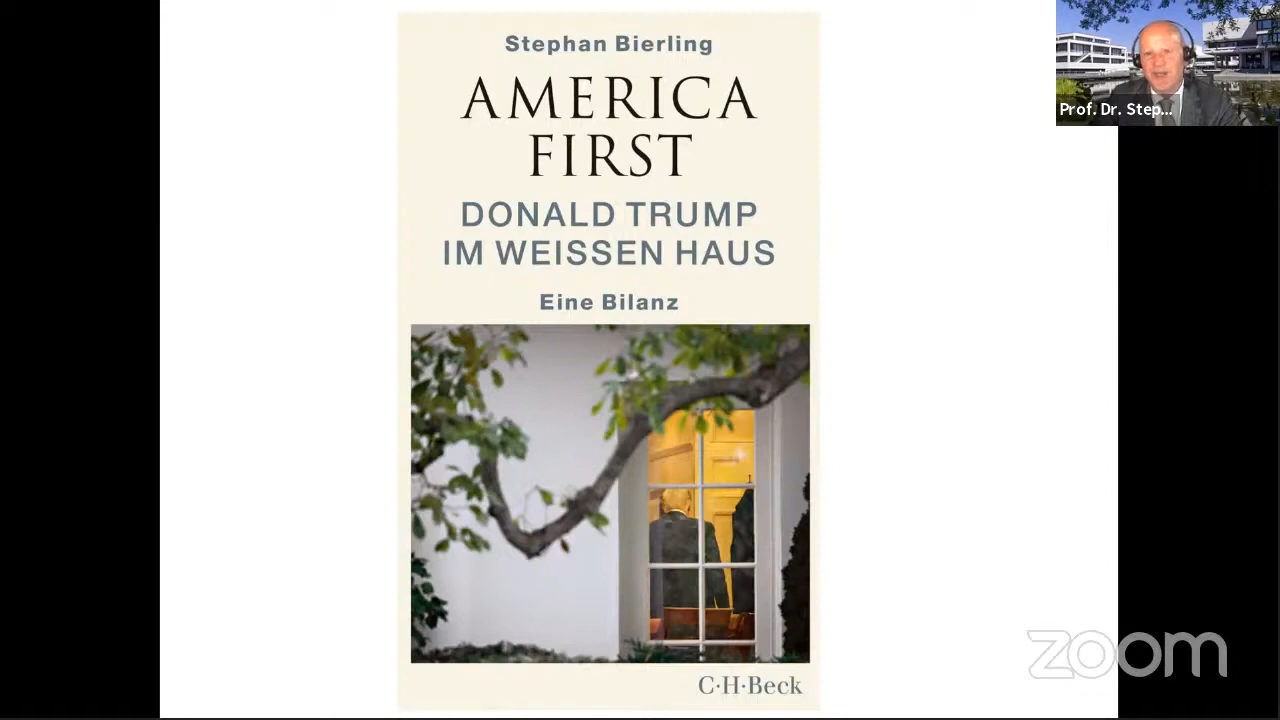 Stephan Bierling
AMERICA
FIRST
DONALD TRUMP
IM WEISSEN HAUS
Eine Bilanz
C·H·Beck
Prof. Dr. Step...
zoom